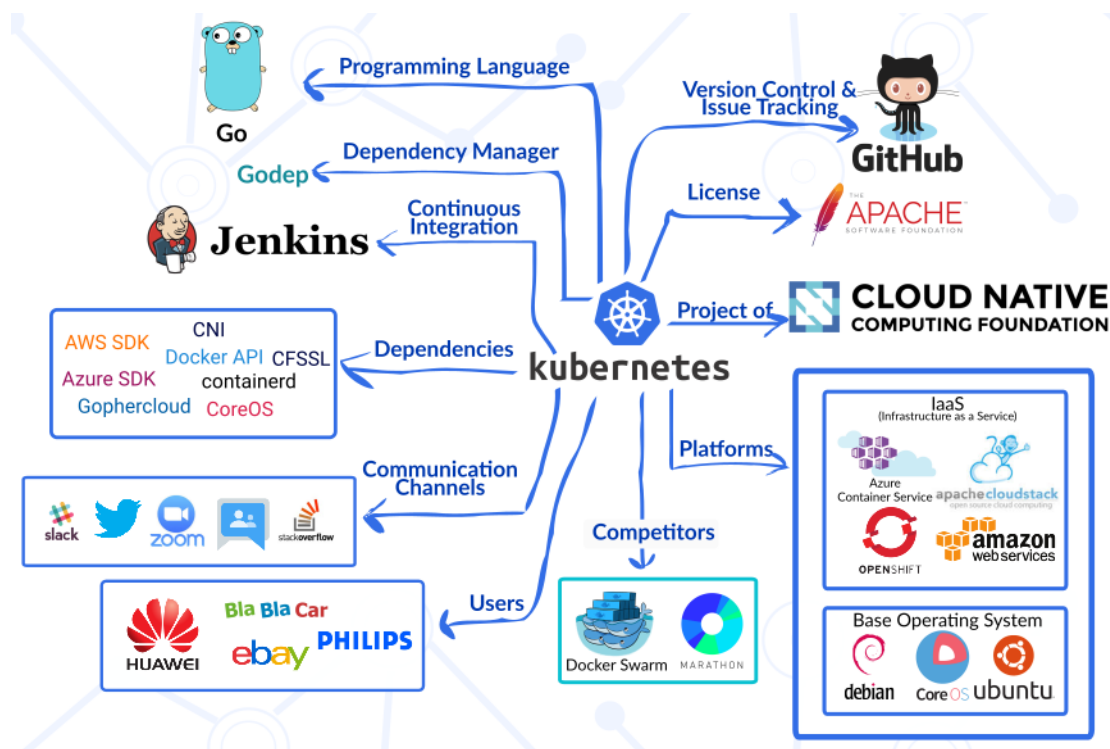 Programming Language
Go
Version Control &
Issue Tracking
GitHub
Dependency Manager
Godep
License
THE
APACHE
SOFTWARE FOUNDATION
Continuous
Integration
Jenkins
Project of
CLOUD NATIVE
COMPUTING FOUNDATION
kubernetes
Dependencies
AWS SDK
CNI
Docker API
CFSSL
Azure SDK
containerd
Gophercloud
CoreOS
Communication
Channels
slack
zoom
stackoverflow
Users
HUAWEI
Bla Bla Car
ebay
PHILIPS
Competitors
Docker Swarm
MARATHON
Platforms
IaaS
(Infrastructure as a Service)
Azure
Container Service
apachecloudstack
open source cloud computing
OPENSHIFT
amazon
web services
Base Operating System
debian
CoreOS
ubuntu